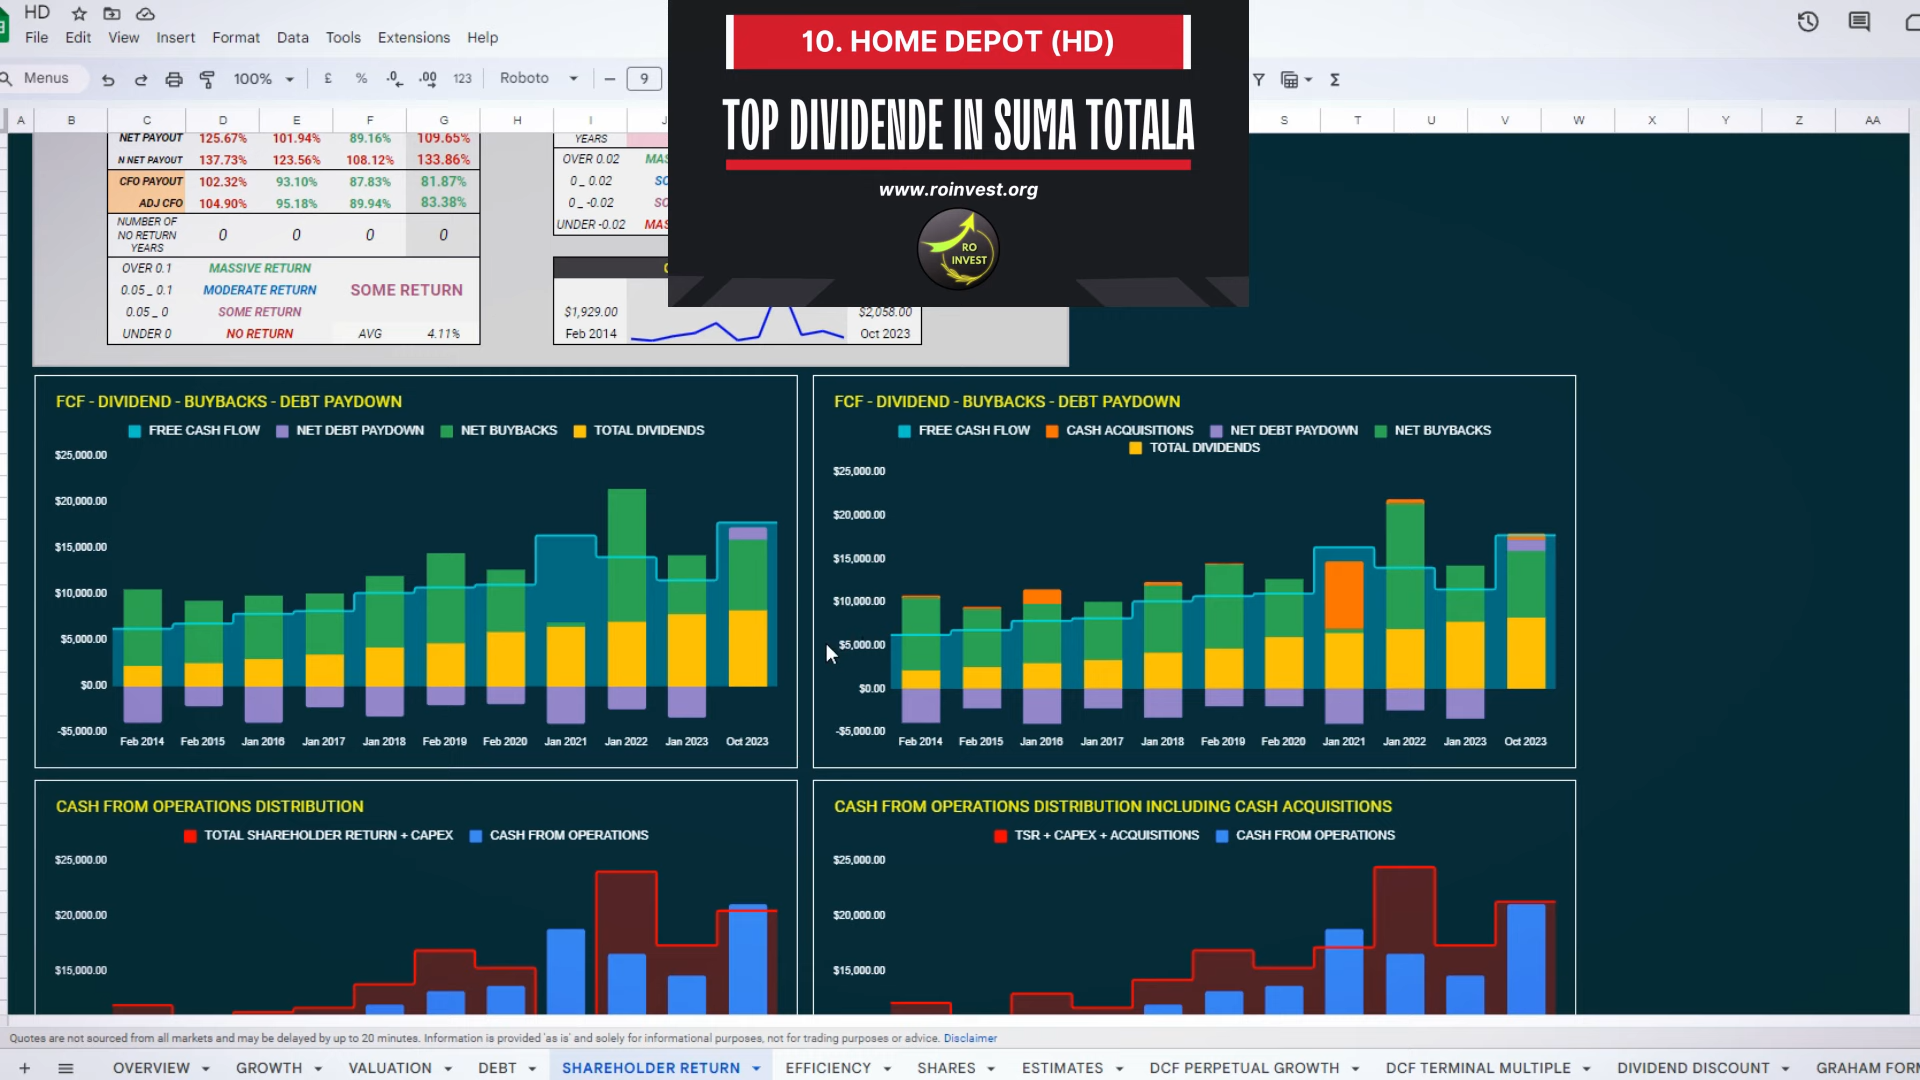 HD
File Edit View Insert Format Data Tools Extensions Help
Menus 100% £ % .0 .00 123 Roboto 9 Σ
10. HOME DEPOT (HD)
TOP DIVIDENDE IN SUMA TOTALA
www.roinvest.org
RO
INVEST
A B C D E F G H I J S T U V W X Y Z AA
NET PAYOUT 125.67% 101.94% 89.16% 109.65%
N NET PAYOUT 137.73% 123.56% 108.12% 133.86%
CFO PAYOUT 102.32% 93.10% 87.83% 81.87%
ADJ CFO 104.90% 95.18% 89.94% 83.38%
NUMBER OF
NO RETURN
YEARS
0 0 0 0
OVER 0.1 MASSIVE RETURN
0.05 _ 0.1 MODERATE RETURN
SOME RETURN
0.05 _ 0 SOME RETURN
UNDER 0 NO RETURN AVG 4.11%
YEARS
OVER 0.02 MAS
0 _ 0.02 SO
0 _ -0.02 SO
UNDER -0.02 MAS
$1,929.00 $2,058.00
Feb 2014 Oct 2023
FCF - DIVIDEND - BUYBACKS - DEBT PAYDOWN
FREE CASH FLOW NET DEBT PAYDOWN NET BUYBACKS TOTAL DIVIDENDS
$25,000.00
$20,000.00
$15,000.00
$10,000.00
$5,000.00
$0.00
-$5,000.00
Feb 2014 Feb 2015 Jan 2016 Jan 2017 Jan 2018 Feb 2019 Feb 2020 Jan 2021 Jan 2022 Jan 2023 Oct 2023
FCF - DIVIDEND - BUYBACKS - DEBT PAYDOWN
FREE CASH FLOW CASH ACQUISITIONS NET DEBT PAYDOWN NET BUYBACKS
TOTAL DIVIDENDS
$25,000.00
$20,000.00
$15,000.00
$10,000.00
$5,000.00
$0.00
-$5,000.00
Feb 2014 Feb 2015 Jan 2016 Jan 2017 Jan 2018 Feb 2019 Feb 2020 Jan 2021 Jan 2022 Jan 2023 Oct 2023
CASH FROM OPERATIONS DISTRIBUTION
TOTAL SHAREHOLDER RETURN + CAPEX CASH FROM OPERATIONS
$25,000.00
$20,000.00
$15,000.00
CASH FROM OPERATIONS DISTRIBUTION INCLUDING CASH ACQUISITIONS
TSR + CAPEX + ACQUISITIONS CASH FROM OPERATIONS
$25,000.00
$20,000.00
$15,000.00
Quotes are not sourced from all markets and may be delayed by up to 20 minutes. Information is provided 'as is' and solely for informational purposes, not for trading purposes or advice. Disclaimer
OVERVIEW GROWTH VALUATION DEBT SHAREHOLDER RETURN EFFICIENCY SHARES ESTIMATES DCF PERPETUAL GROWTH DCF TERMINAL MULTIPLE DIVIDEND DISCOUNT GRAHAM FORM